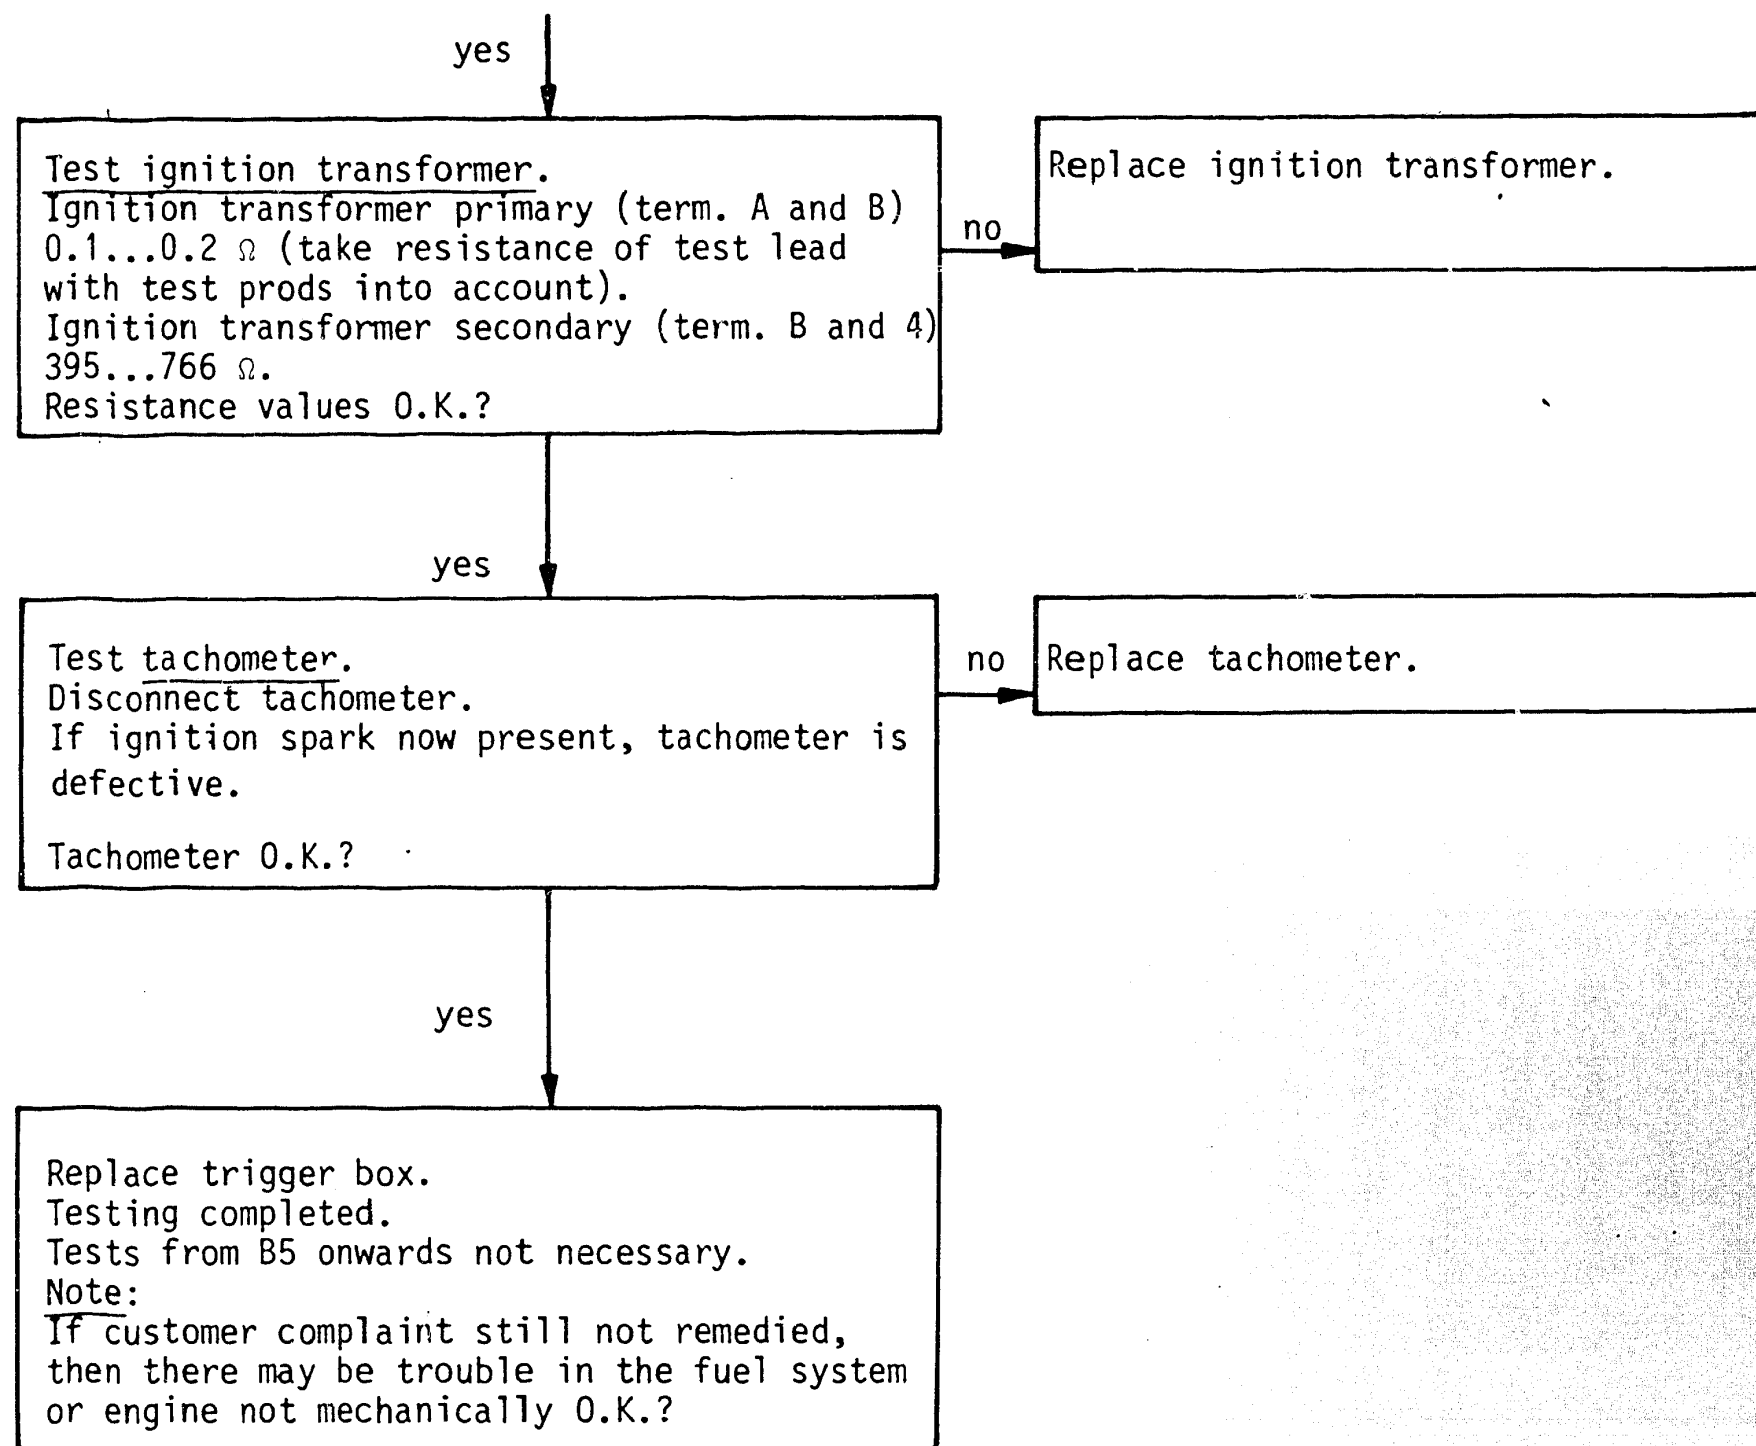 yes
Test ignition transformer.
Ignition transformer primary (term. A and B)
0.1...0.2 Ω (take resistance of test lead
with test prods into account).
Ignition transformer secondary (term. B and 4)
395...766 Ω.
Resistance values O.K.?
no
Replace ignition transformer.
yes
Test tachometer.
Disconnect tachometer.
If ignition spark now present, tachometer is
defective.
Tachometer O.K.?
no
Replace tachometer.
yes
Replace trigger box.
Testing completed.
Tests from B5 onwards not necessary.
Note:
If customer complaint still not remedied,
then there may be trouble in the fuel system
or engine not mechanically O.K.?